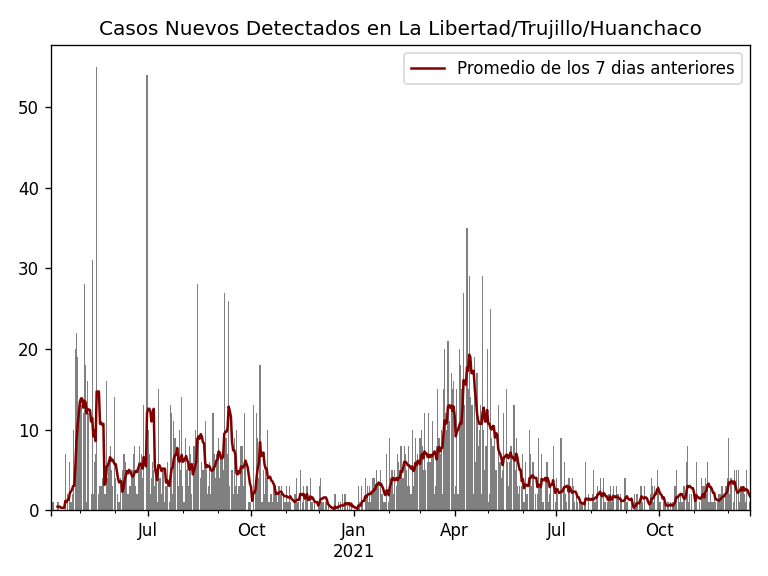 Casos Nuevos Detectados en La Libertad/Trujillo/Huanchaco
Promedio de los 7 dias anteriores
50
40
30
20
10
0
Jul Oct Jan Apr Jul Oct
2021